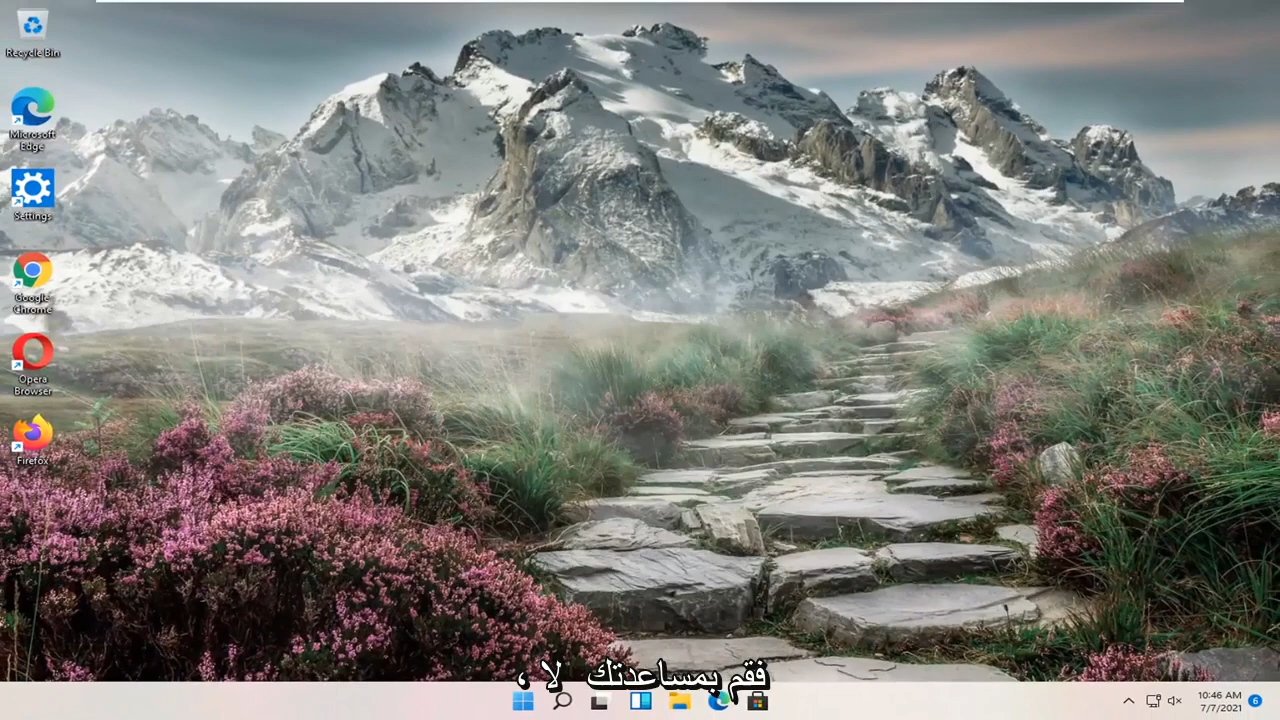 Recycle Bin
Microsoft
Edge
Settings
Google
Chrome
Opera
Browser
Firefox
فقم بمساعدتك لا ،
10:46 AM
7/7/2021
6